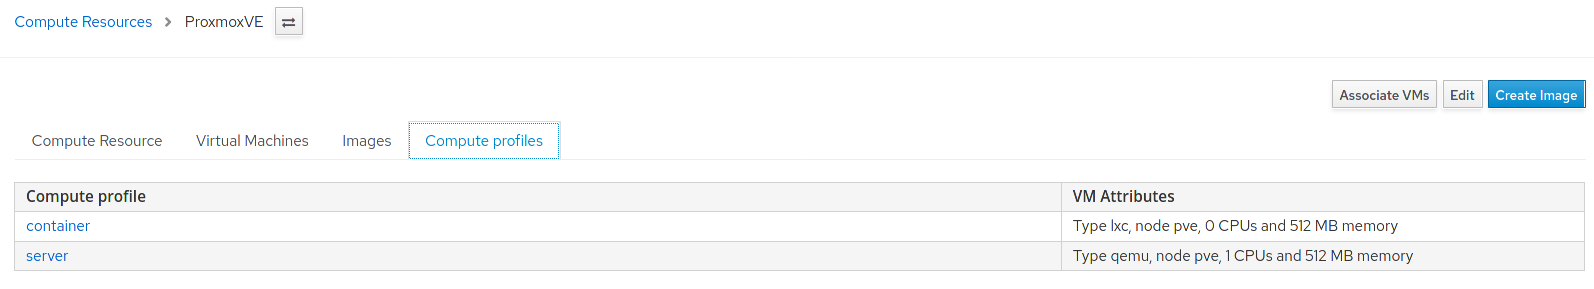 Compute Resources > ProxmoxVE
Associate VMs Edit Create Image
Compute Resource Virtual Machines Images Compute profiles
Compute profile VM Attributes
container Type lxc, node pve, 0 CPUs and 512 MB memory
server Type qemu, node pve, 1 CPUs and 512 MB memory